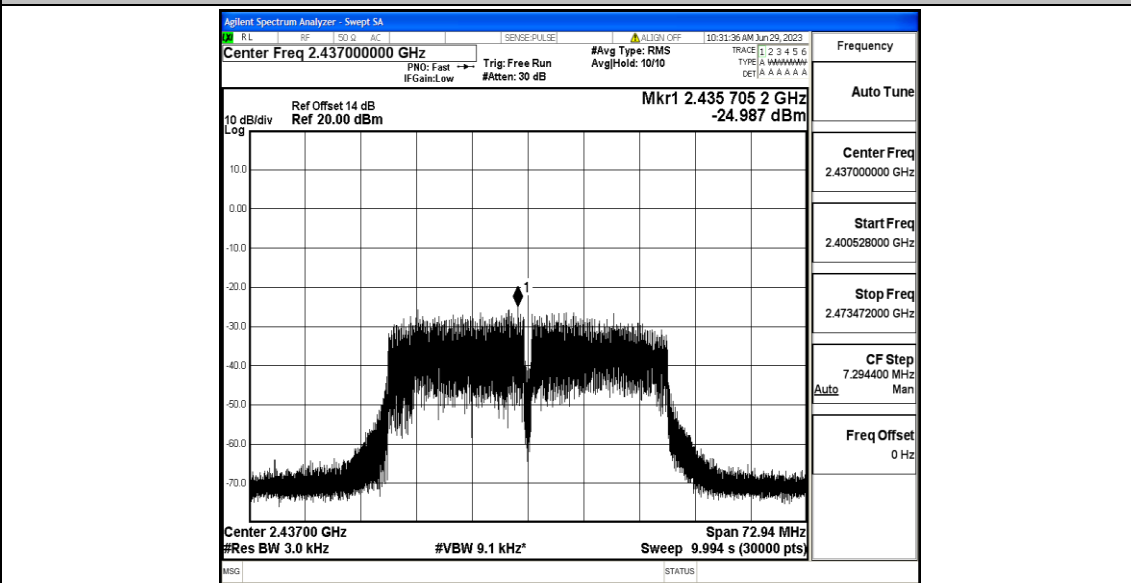 Agilent Spectrum Analyzer - Swept SA
LXI RL RF 50 Ω AC SENSE:PULSE ALIGN OFF 10:31:36 AM Jun 29, 2023
Center Freq 2.437000000 GHz
PNO: Fast
IFGain:Low
Trig: Free Run
#Atten: 30 dB
#Avg Type: RMS
Avg|Hold: 10/10
TRACE 1 2 3 4 5 6
TYPE A WWWWW
DET A A A A A A
Ref Offset 14 dB
10 dB/div Ref 20.00 dBm
Log
Mkr1 2.435 705 2 GHz
-24.987 dBm
10.0
0.00
-10.0
-20.0
-30.0
-40.0
-50.0
-60.0
-70.0
1
Center 2.43700 GHz Span 72.94 MHz
#Res BW 3.0 kHz #VBW 9.1 kHz* Sweep 9.994 s (30000 pts)
MSG STATUS
Frequency
Auto Tune
Center Freq
2.437000000 GHz
Start Freq
2.400528000 GHz
Stop Freq
2.473472000 GHz
CF Step
7.294400 MHz
Auto Man
Freq Offset
0 Hz